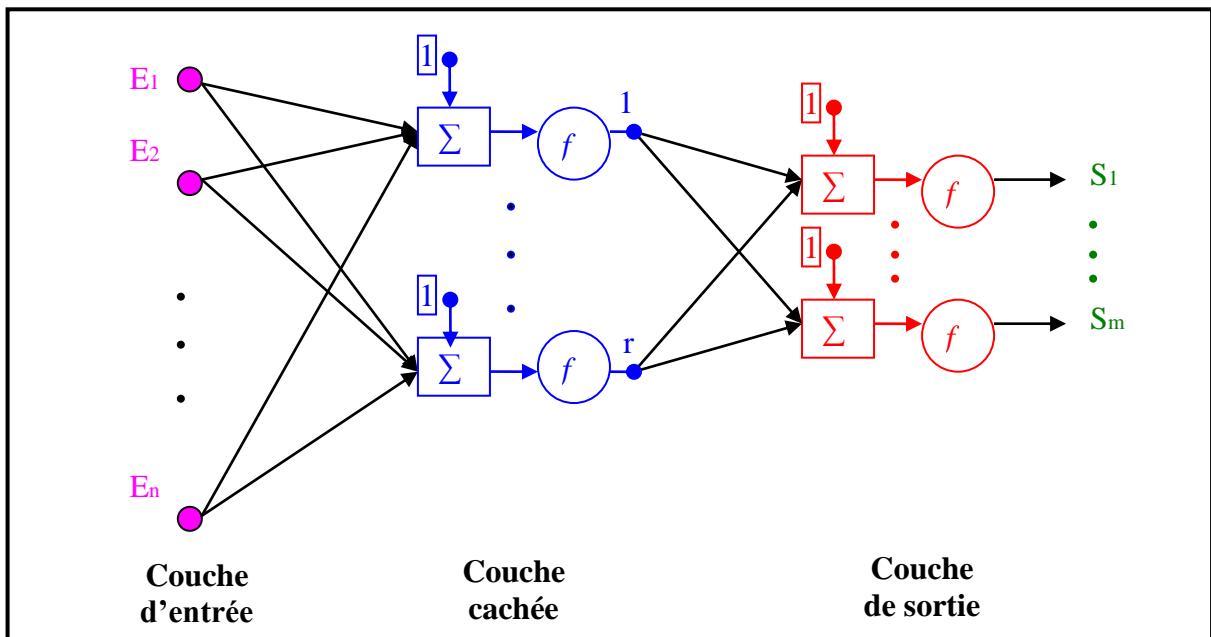 E1
1
Σ
f
1
1
Σ
f
S1
E2
1
Σ
f
r
1
Σ
f
Sm
En
Couche
d’entrée
Couche
cachée
Couche
de sortie